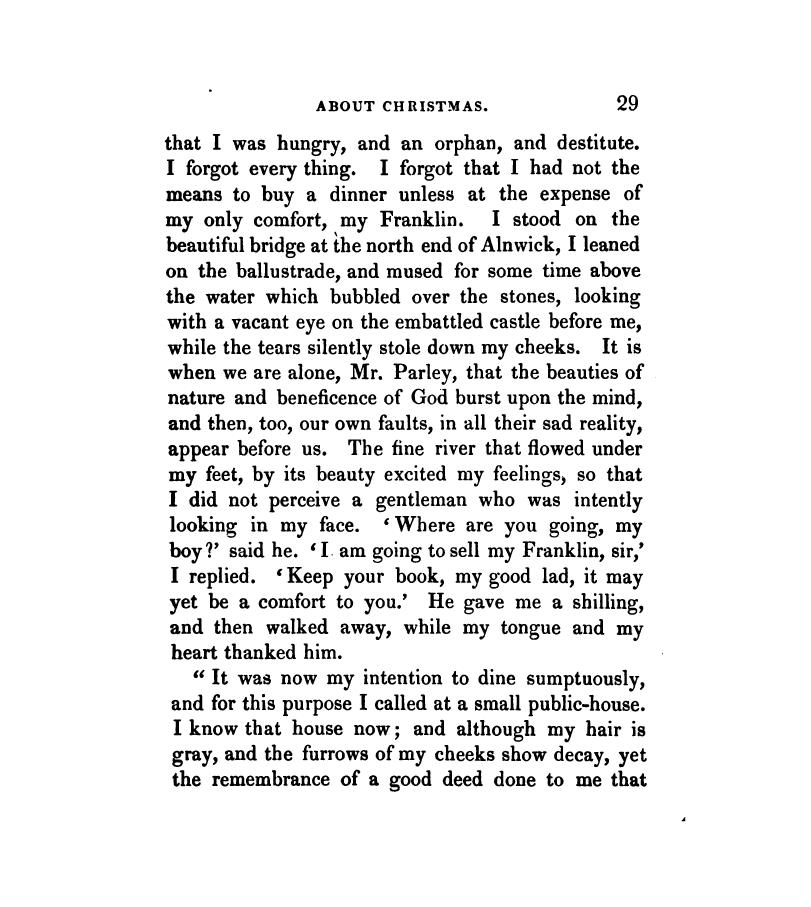 ABOUT CHRISTMAS. 29
that I was hungry, and an orphan, and destitute.
I forgot every thing. I forgot that I had not the
means to buy a dinner unless at the expense of
my only comfort, my Franklin. I stood on the
beautiful bridge at the north end of Alnwick, I leaned
on the ballustrade, and mused for some time above
the water which bubbled over the stones, looking
with a vacant eye on the embattled castle before me,
while the tears silently stole down my cheeks. It is
when we are alone, Mr. Parley, that the beauties of
nature and beneficence of God burst upon the mind,
and then, too, our own faults, in all their sad reality,
appear before us. The fine river that flowed under
my feet, by its beauty excited my feelings, so that
I did not perceive a gentleman who was intently
looking in my face. ‘Where are you going, my
boy?’ said he. ‘I am going to sell my Franklin, sir,’
I replied. ‘Keep your book, my good lad, it may
yet be a comfort to you.’ He gave me a shilling,
and then walked away, while my tongue and my
heart thanked him.
“It was now my intention to dine sumptuously,
and for this purpose I called at a small public-house.
I know that house now; and although my hair is
gray, and the furrows of my cheeks show decay, yet
the remembrance of a good deed done to me that